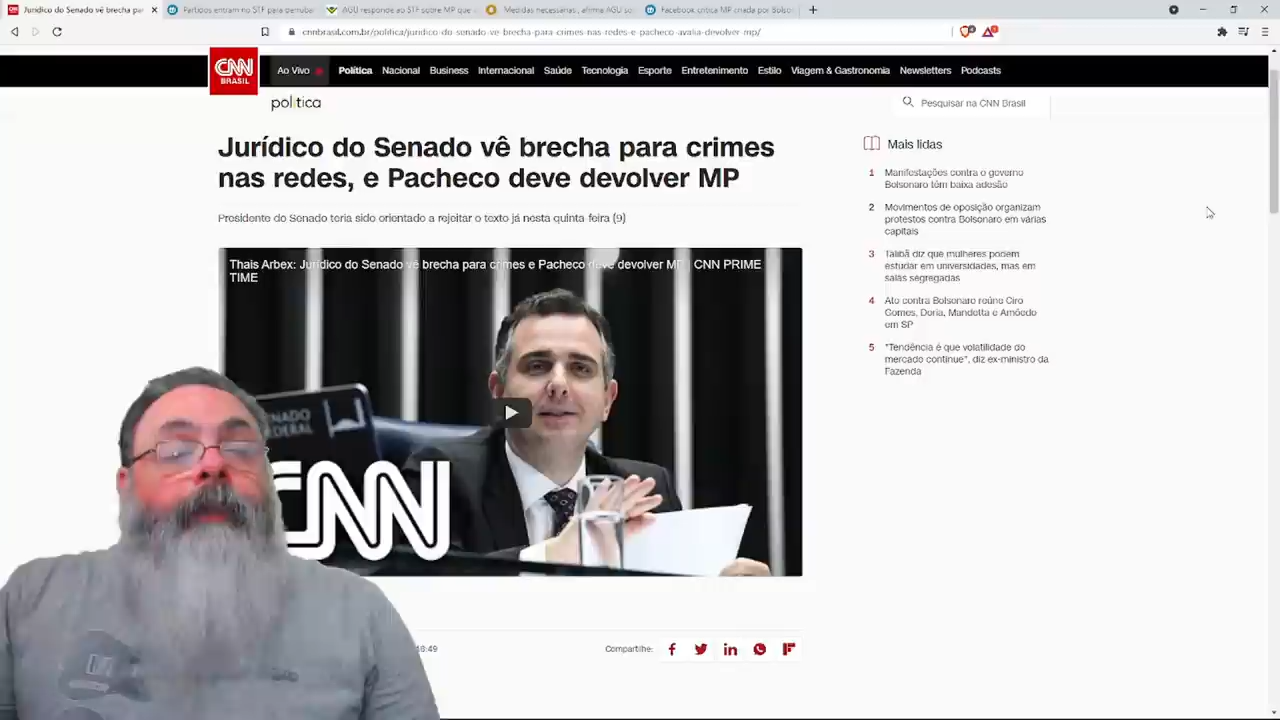 Jurídico do Senado vê brecha pa
Partidos entram no STF para derrubar
AGU responde ao STF sobre MP que a
Medidas necessárias, afirma AGU so
Facebook critica MP criada por Bolson
cnnbrasil.com.br/politica/juridico-do-senado-ve-brecha-para-crimes-nas-redes-e-pacheco-avalia-devolver-mp/
CNN
BRASIL
Ao Vivo
Política
Nacional
Business
Internacional
Saúde
Tecnologia
Esporte
Entretenimento
Estilo
Viagem & Gastronomia
Newsletters
Podcasts
política
Pesquisar na CNN Brasil
Jurídico do Senado vê brecha para crimes
nas redes, e Pacheco deve devolver MP
Presidente do Senado teria sido orientado a rejeitar o texto já nesta quinta-feira (9)
Thais Arbex: Jurídico do Senado vê brecha para crimes e Pacheco deve devolver MP | CNN PRIME
TIME
ENADO
EDERAL
CNN
Mais lidas
1 Manifestações contra o governo
Bolsonaro têm baixa adesão
2 Movimentos de oposição organizam
protestos contra Bolsonaro em várias
capitais
3 Talibã diz que mulheres podem
estudar em universidades, mas em
salas segregadas
4 Ato contra Bolsonaro reúne Ciro
Gomes, Doria, Mandetta e Amôedo
em SP
5 "Tendência é que volatilidade do
mercado continue", diz ex-ministro da
Fazenda
Compartilhe: